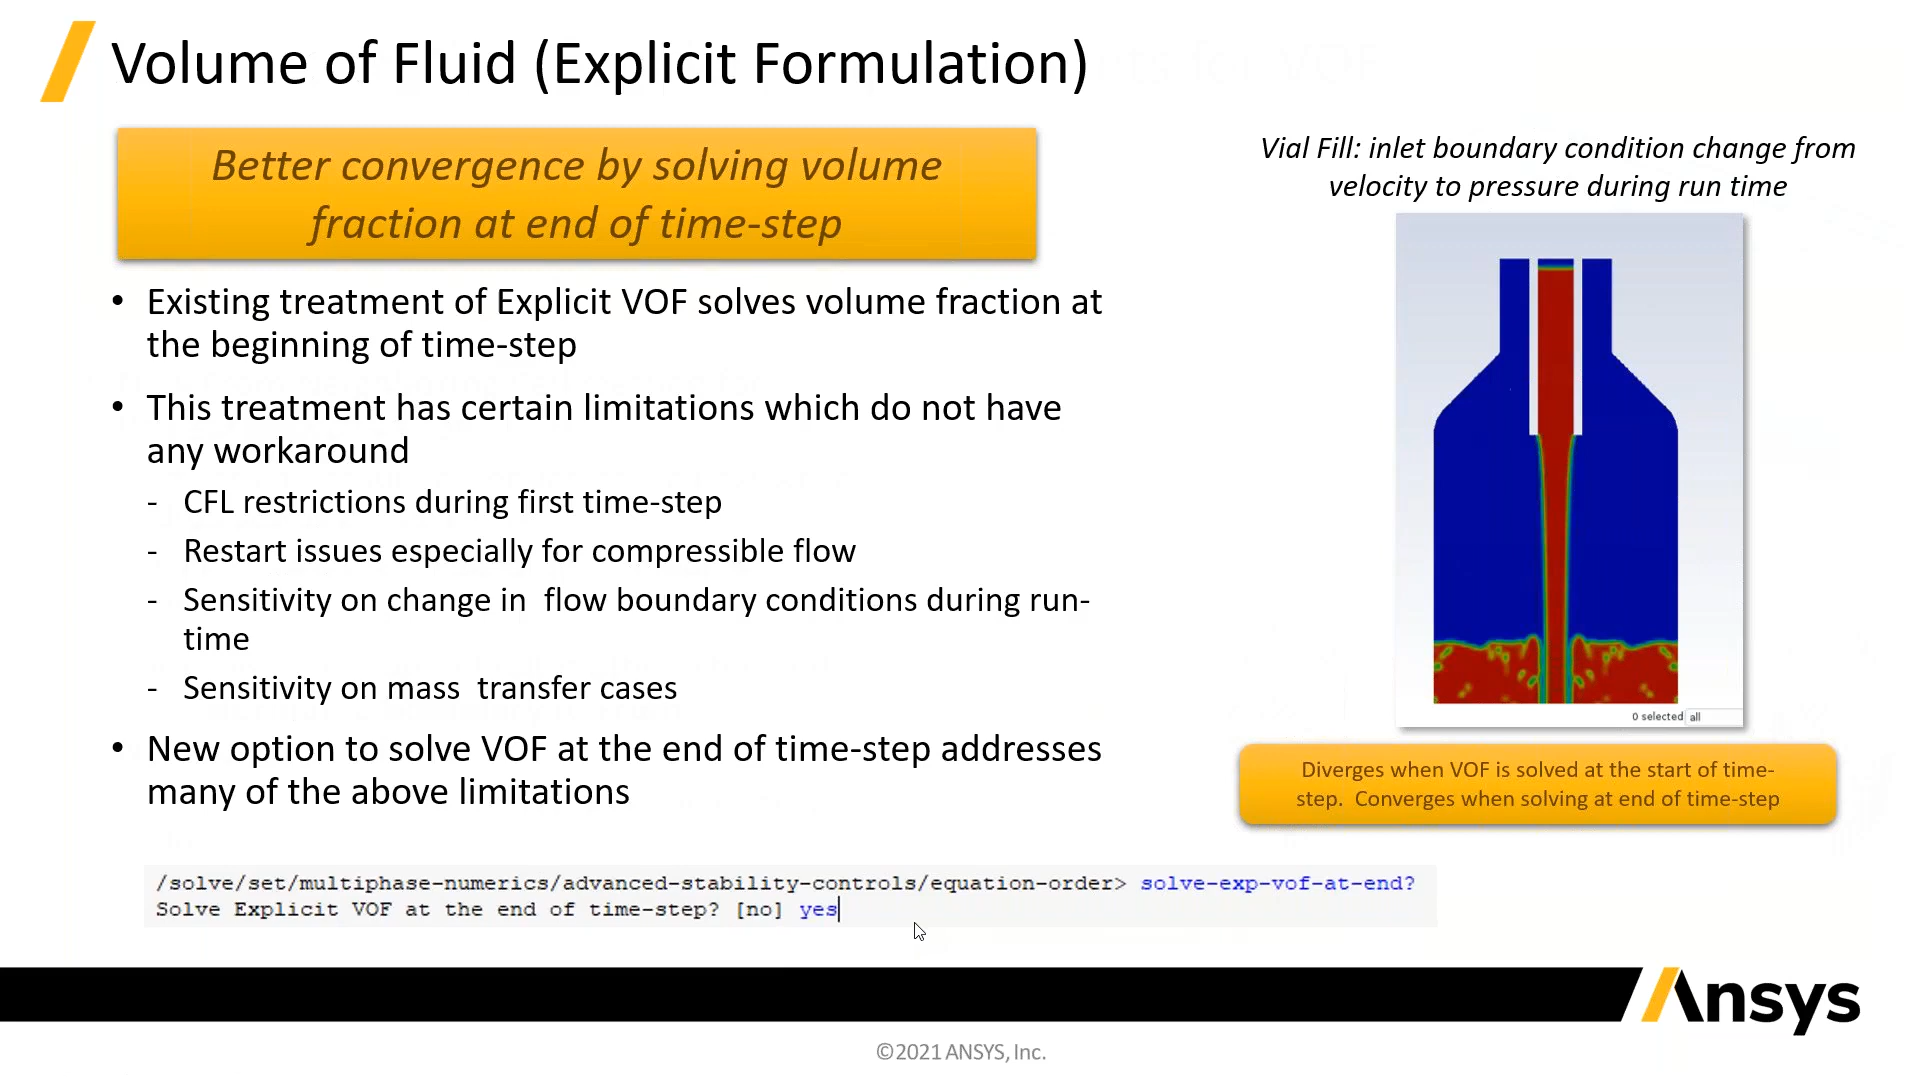 Volume of Fluid (Explicit Formulation)
Better convergence by solving volume
fraction at end of time-step
• Existing treatment of Explicit VOF solves volume fraction at
the beginning of time-step
• This treatment has certain limitations which do not have
any workaround
- CFL restrictions during first time-step
- Restart issues especially for compressible flow
- Sensitivity on change in  flow boundary conditions during run-
time
- Sensitivity on mass  transfer cases
• New option to solve VOF at the end of time-step addresses
many of the above limitations
Vial Fill: inlet boundary condition change from
velocity to pressure during run time
0 selected all
Diverges when VOF is solved at the start of time-
step.  Converges when solving at end of time-step
/solve/set/multiphase-numerics/advanced-stability-controls/equation-order> solve-exp-vof-at-end?
Solve Explicit VOF at the end of time-step? [no] yes
Ansys
©2021 ANSYS, Inc.